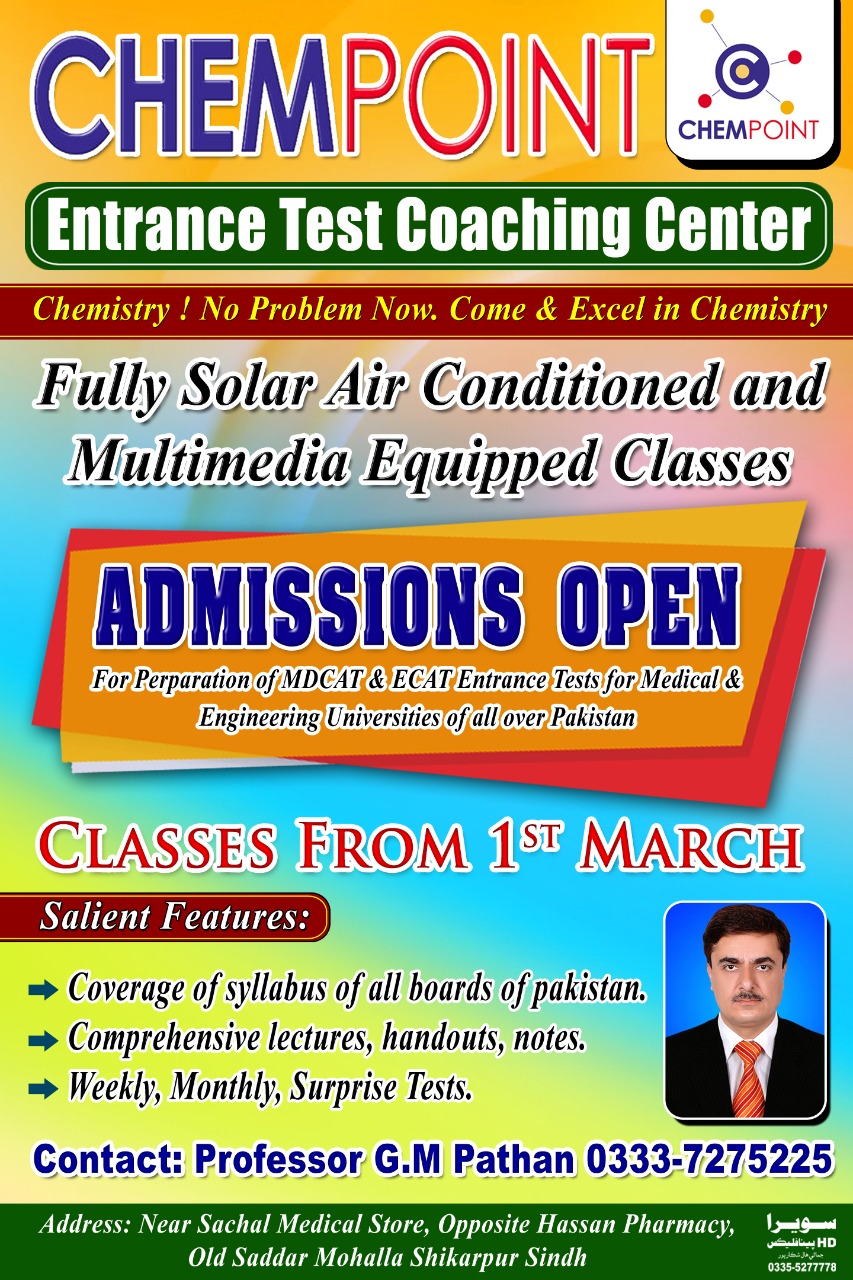 CHEMPOINT
CHEMPOINT
Entrance Test Coaching Center
Chemistry ! No Problem Now. Come & Excel in Chemistry
Fully Solar Air Conditioned and
Multimedia Equipped Classes
ADMISSIONS OPEN
For Perparation of MDCAT & ECAT Entrance Tests for Medical &
Engineering Universities of all over Pakistan
CLASSES FROM 1ST MARCH
Salient Features:
Coverage of syllabus of all boards of pakistan.
Comprehensive lectures, handouts, notes.
Weekly, Monthly, Surprise Tests.
Contact: Professor G.M Pathan 0333-7275225
Address: Near Sachal Medical Store, Opposite Hassan Pharmacy,
Old Saddar Mohalla Shikarpur Sindh
سویرا
HD پینافلیکس
0335-5277778